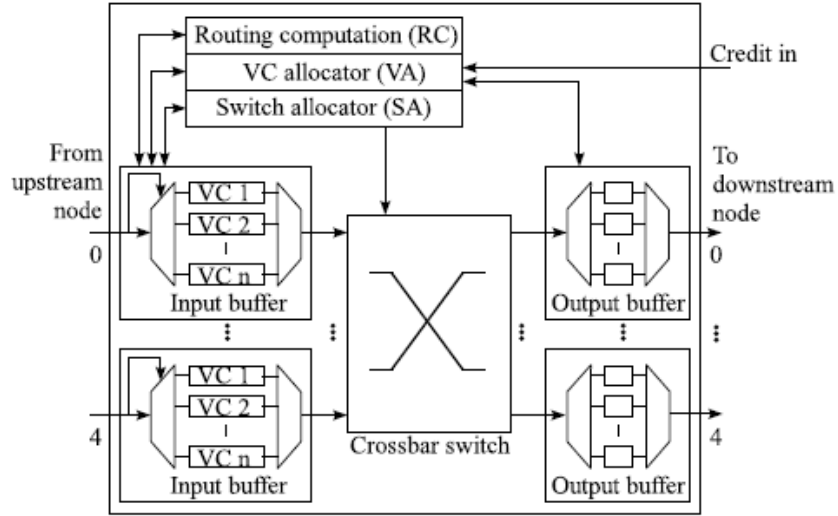 Routing computation (RC)
VC allocator (VA)
Switch allocator (SA)
Credit in
From
upstream
node
0
VC 1
VC 2
VC n
Input buffer
To
downstream
node
0
Output buffer
4
VC 1
VC 2
VC n
Input buffer
Crossbar switch
4
Output buffer